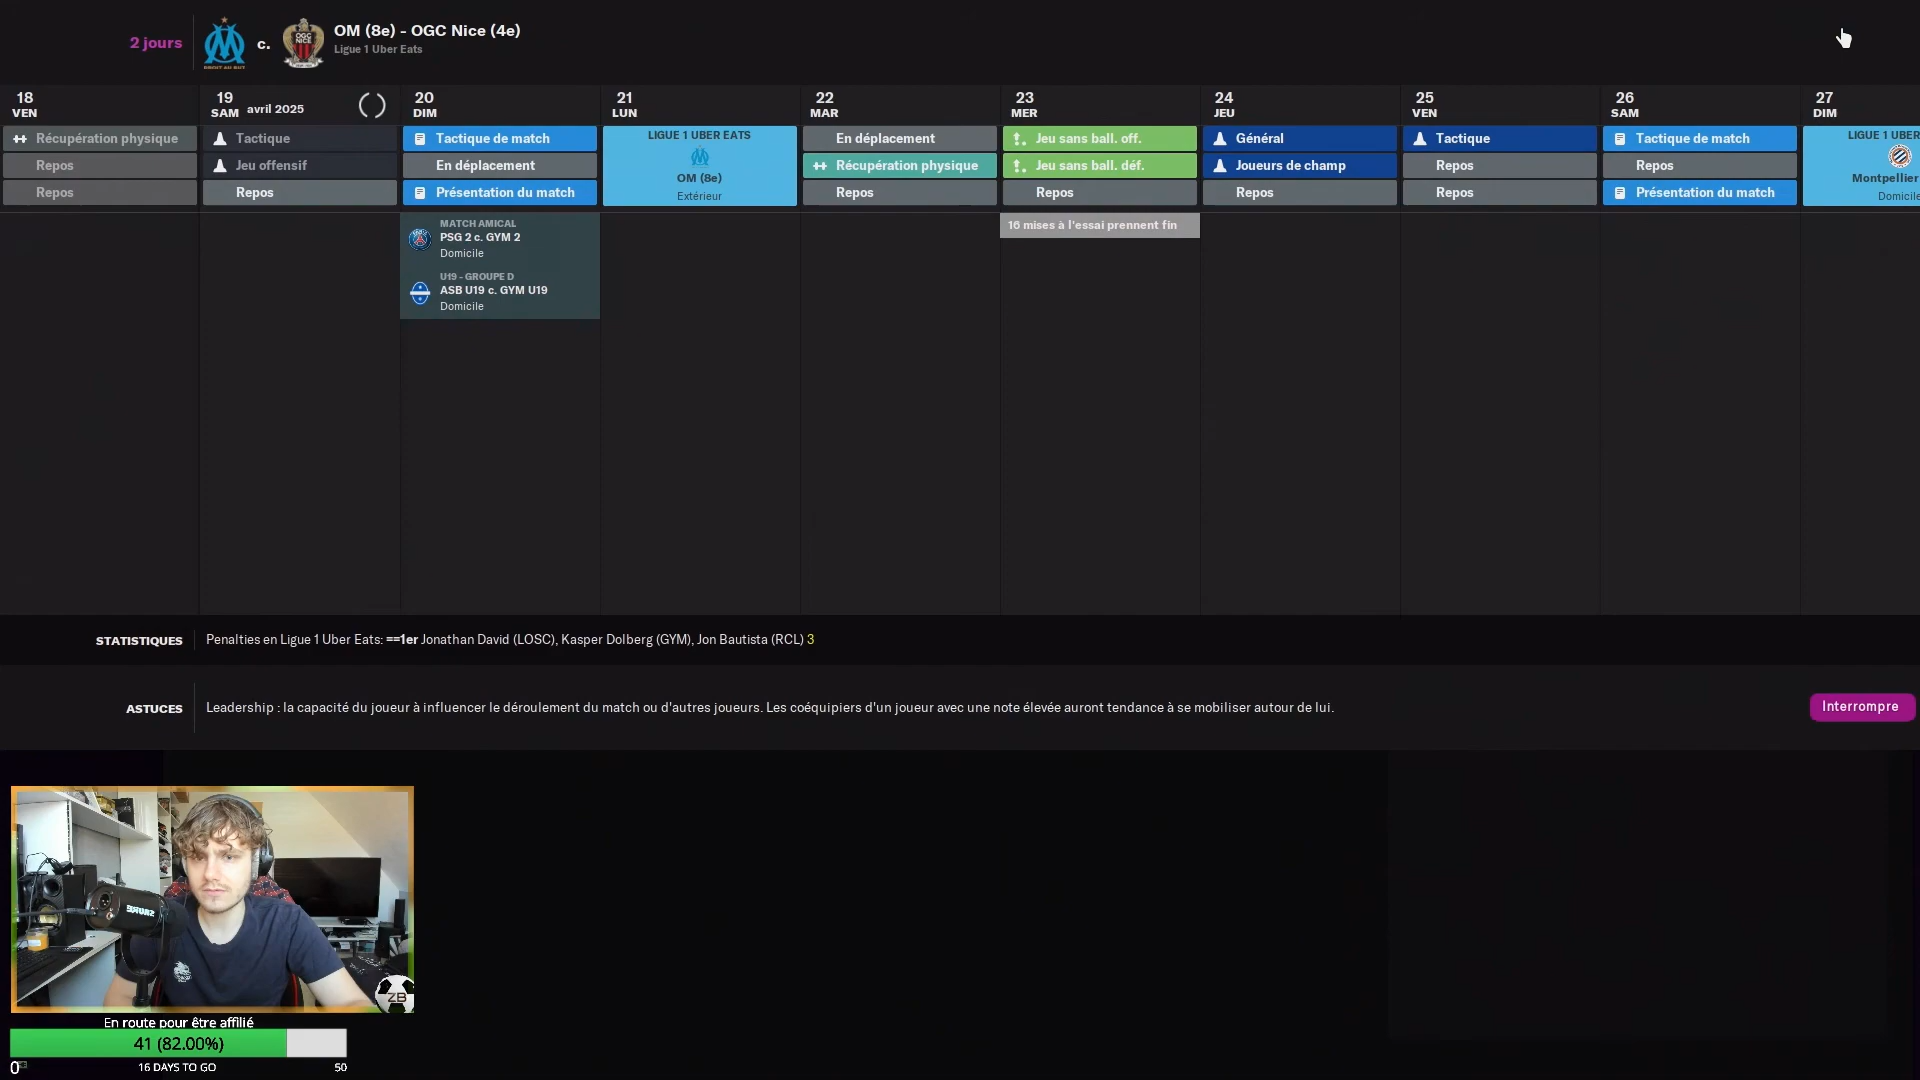 2 jours
c.
OM (8e) - OGC Nice (4e)
Ligue 1 Uber Eats
18
VEN
19
SAM avril 2025
20
DIM
21
LUN
22
MAR
23
MER
24
JEU
25
VEN
26
SAM
27
DIM
Récupération physique
Repos
Repos
Tactique
Jeu offensif
Repos
Tactique de match
En déplacement
Présentation du match
LIGUE 1 UBER EATS
OM (8e)
Extérieur
En déplacement
Récupération physique
Repos
Jeu sans ball. off.
Jeu sans ball. déf.
Repos
Général
Joueurs de champ
Repos
Tactique
Repos
Repos
Tactique de match
Repos
Présentation du match
LIGUE 1 UBER
Montpellier
Domicile
MATCH AMICAL
PSG 2 c. GYM 2
Domicile
U19 - GROUPE D
ASB U19 c. GYM U19
Domicile
16 mises à l'essai prennent fin
STATISTIQUES
Penalties en Ligue 1 Uber Eats: ==1er Jonathan David (LOSC), Kasper Dolberg (GYM), Jon Bautista (RCL) 3
ASTUCES
Leadership : la capacité du joueur à influencer le déroulement du match ou d'autres joueurs. Les coéquipiers d'un joueur avec une note élevée auront tendance à se mobiliser autour de lui.
Interrompre
ZB
En route pour être affilié
41 (82.00%)
0
16 DAYS TO GO
50